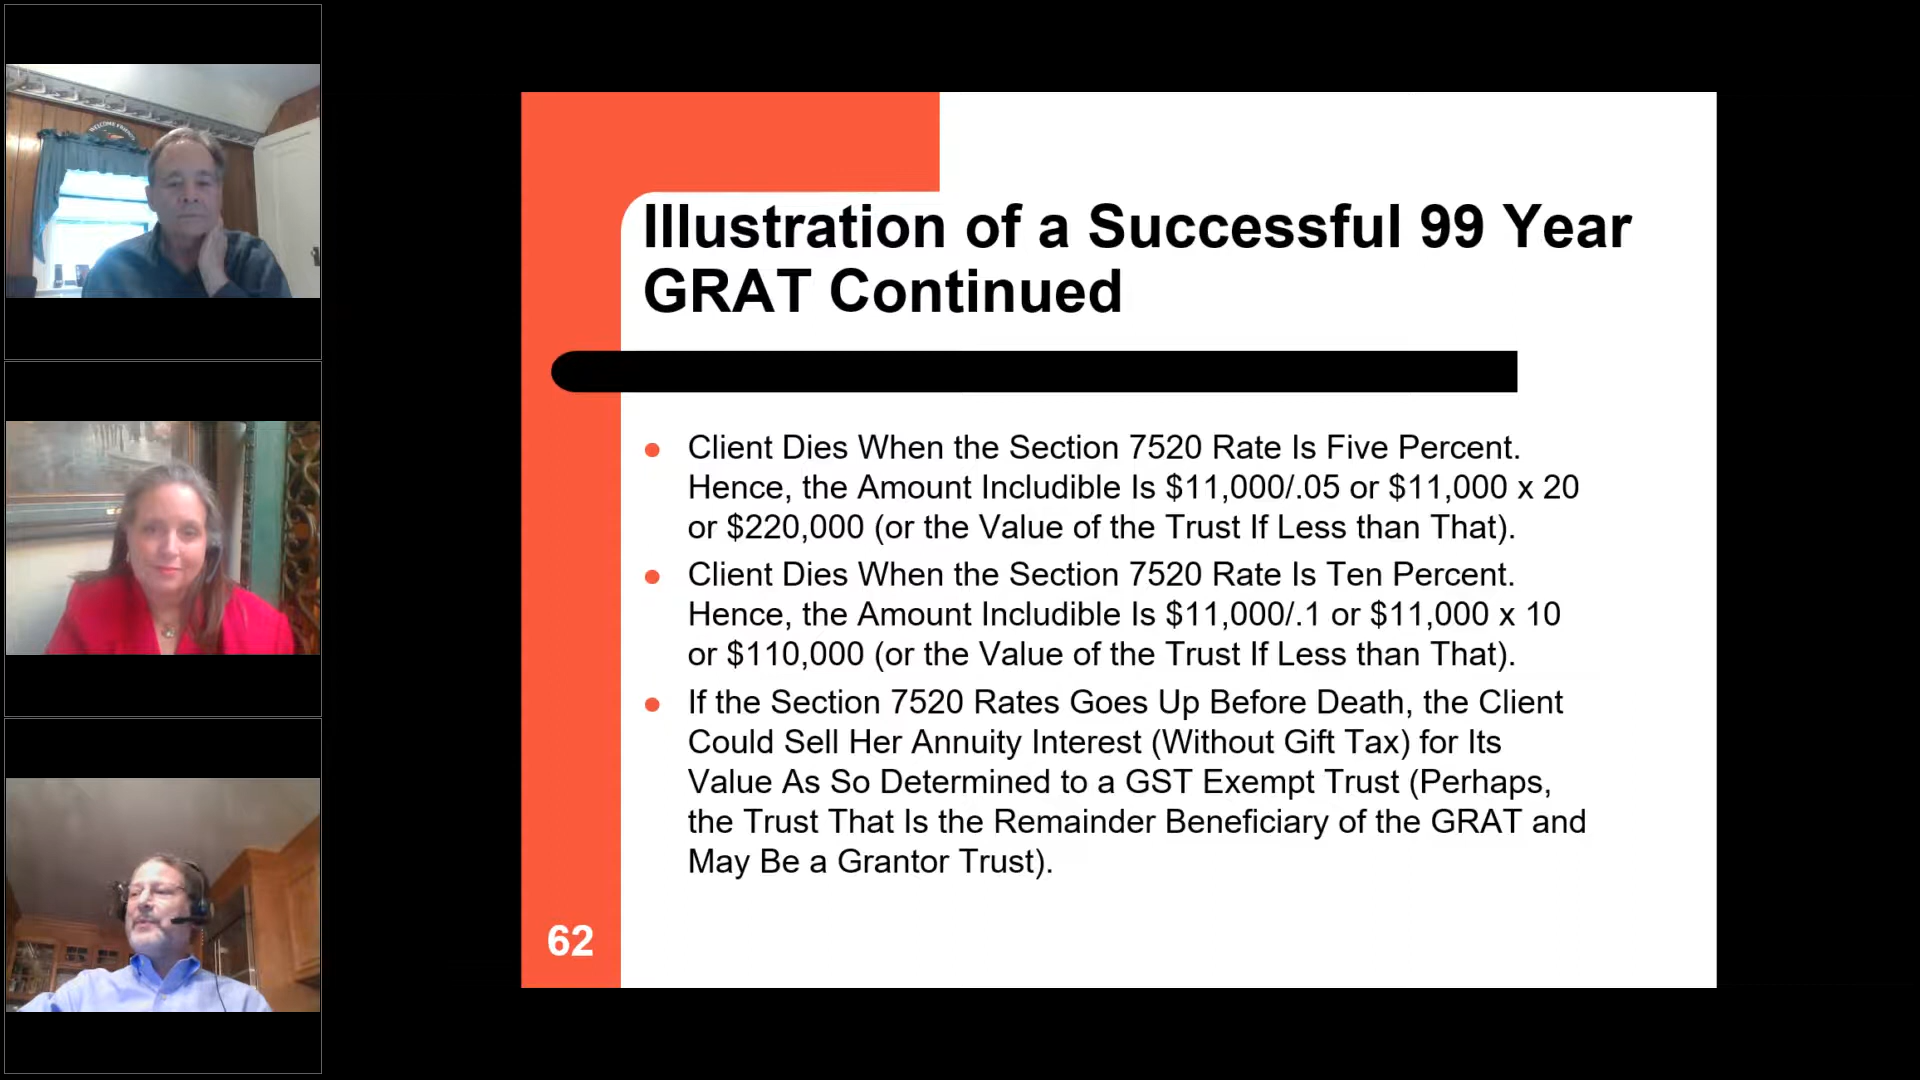 WELCOME FRIENDS
Illustration of a Successful 99 Year
GRAT Continued
Client Dies When the Section 7520 Rate Is Five Percent.
Hence, the Amount Includible Is $11,000/.05 or $11,000 x 20
or $220,000 (or the Value of the Trust If Less than That).
Client Dies When the Section 7520 Rate Is Ten Percent.
Hence, the Amount Includible Is $11,000/.1 or $11,000 x 10
or $110,000 (or the Value of the Trust If Less than That).
If the Section 7520 Rates Goes Up Before Death, the Client
Could Sell Her Annuity Interest (Without Gift Tax) for Its
Value As So Determined to a GST Exempt Trust (Perhaps,
the Trust That Is the Remainder Beneficiary of the GRAT and
May Be a Grantor Trust).
62